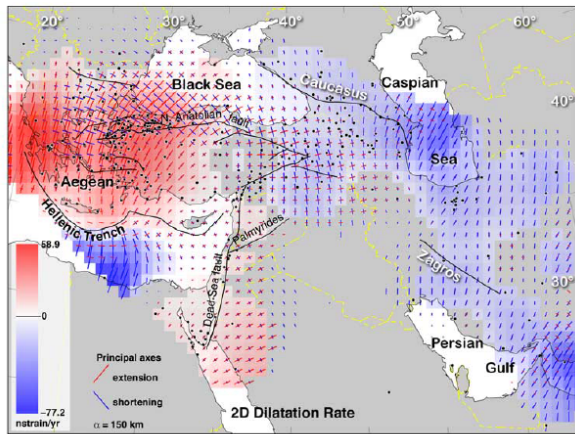 20° 30° 40° 50° 60°
Black Sea
Caucasus
Caspian
Sea
40°
N. Anatolian fault
Aegean
Hellenic Trench
Palmyrides
Dead Sea fault
Zagros
30°
58.9
0
-77.2
nstrain/yr
Principal axes
extension
shortening
α = 150 km
Persian
Gulf
2D Dilatation Rate